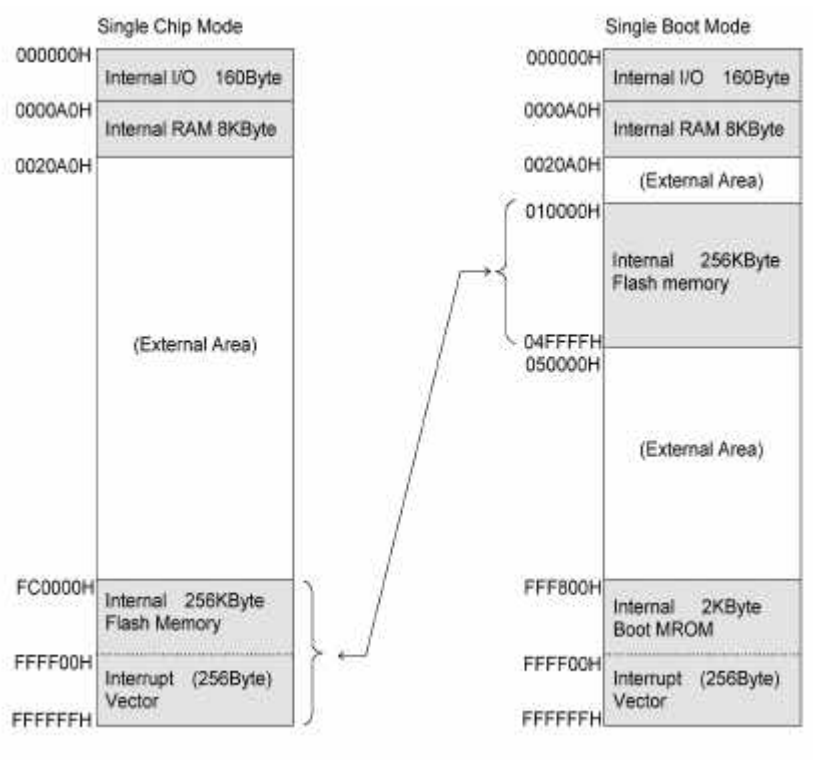 Single Chip Mode
000000H
Internal I/O 160Byte
0000A0H
Internal RAM 8KByte
0020A0H
(External Area)
FC0000H
Internal 256KByte
Flash Memory
FFFF00H
Interrupt (256Byte)
Vector
FFFFFFH
Single Boot Mode
000000H
Internal I/O 160Byte
0000A0H
Internal RAM 8KByte
0020A0H
(External Area)
010000H
Internal 256KByte
Flash memory
04FFFFH
050000H
(External Area)
FFF800H
Internal 2KByte
Boot MROM
FFFF00H
Interrupt (256Byte)
Vector
FFFFFFH